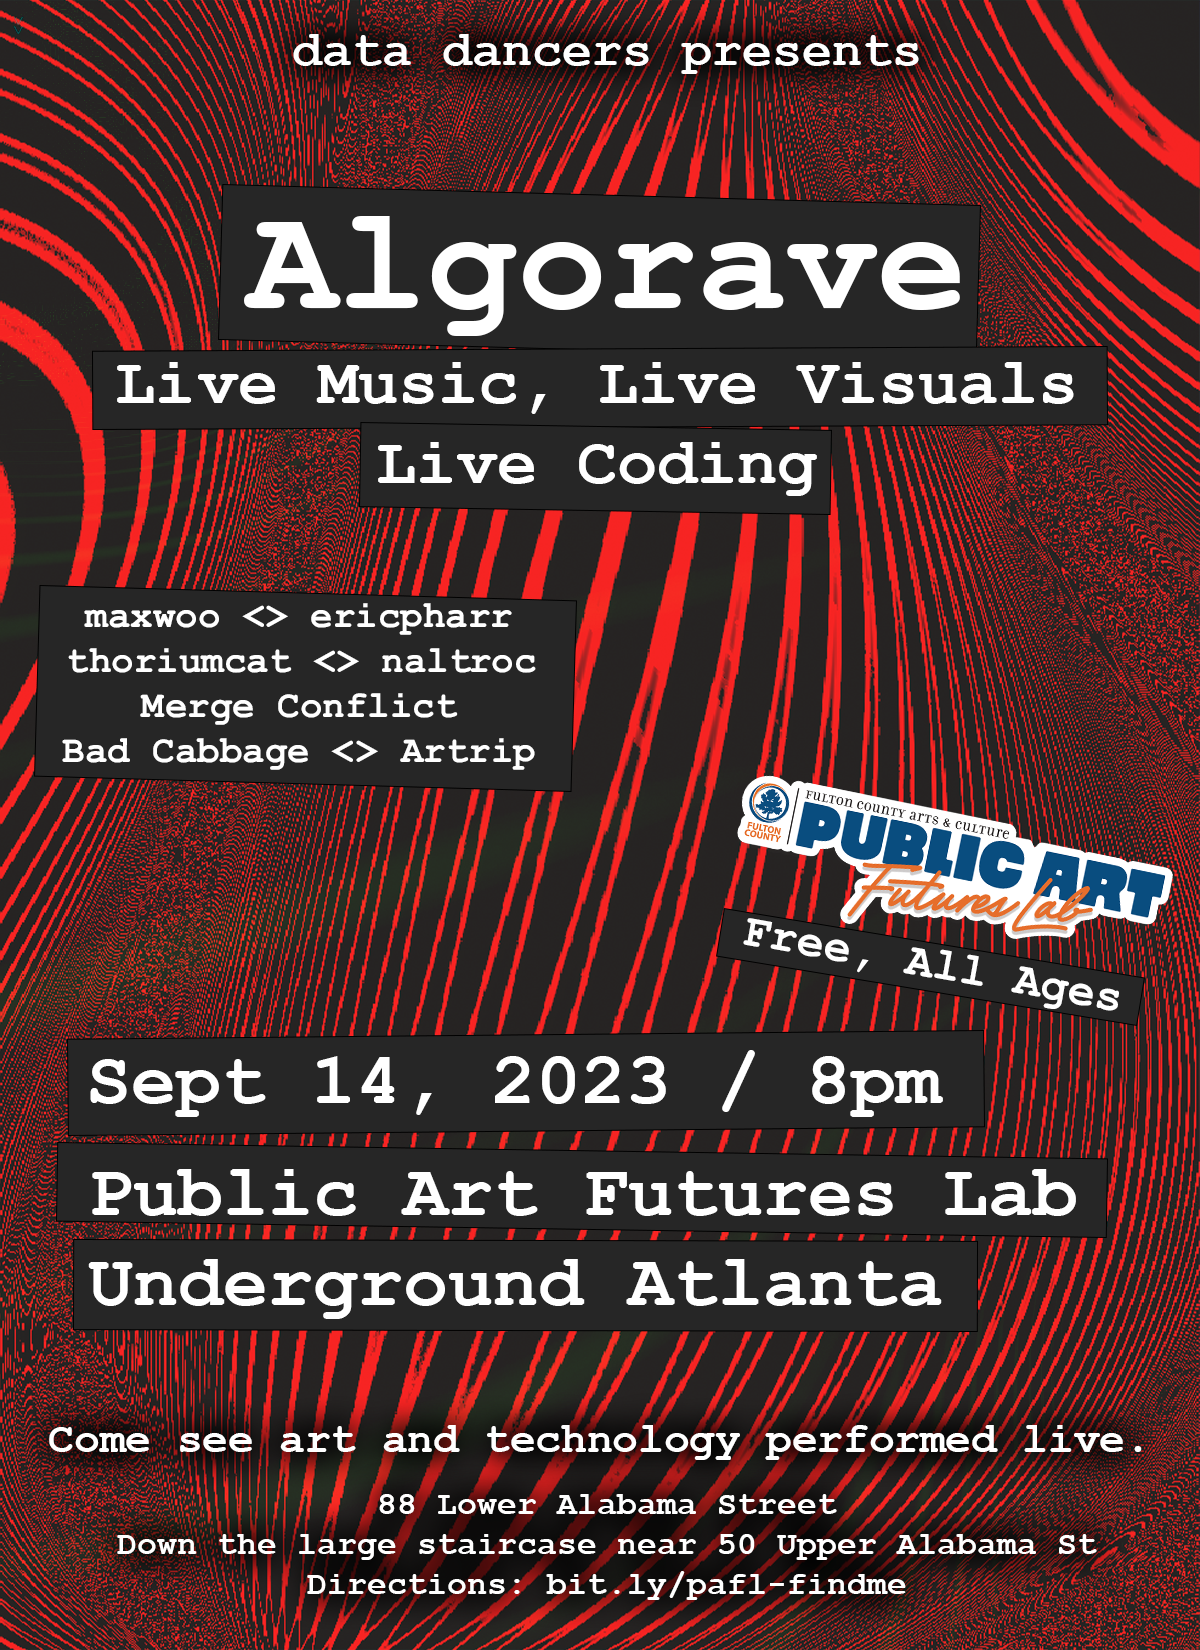 data dancers presents
Algorave
Live Music, Live Visuals
Live Coding
maxwoo <> ericpharr
thoriumcat <> naltroc
Merge Conflict
Bad Cabbage <> Artrip
FULTON COUNTY
FULTON COUNTY ARTS & CULTURE
PUBLIC ART
Futures Lab
Free, All Ages
Sept 14, 2023 / 8pm
Public Art Futures Lab
Underground Atlanta
Come see art and technology performed live.
88 Lower Alabama Street
Down the large staircase near 50 Upper Alabama St
Directions: bit.ly/pafl-findme